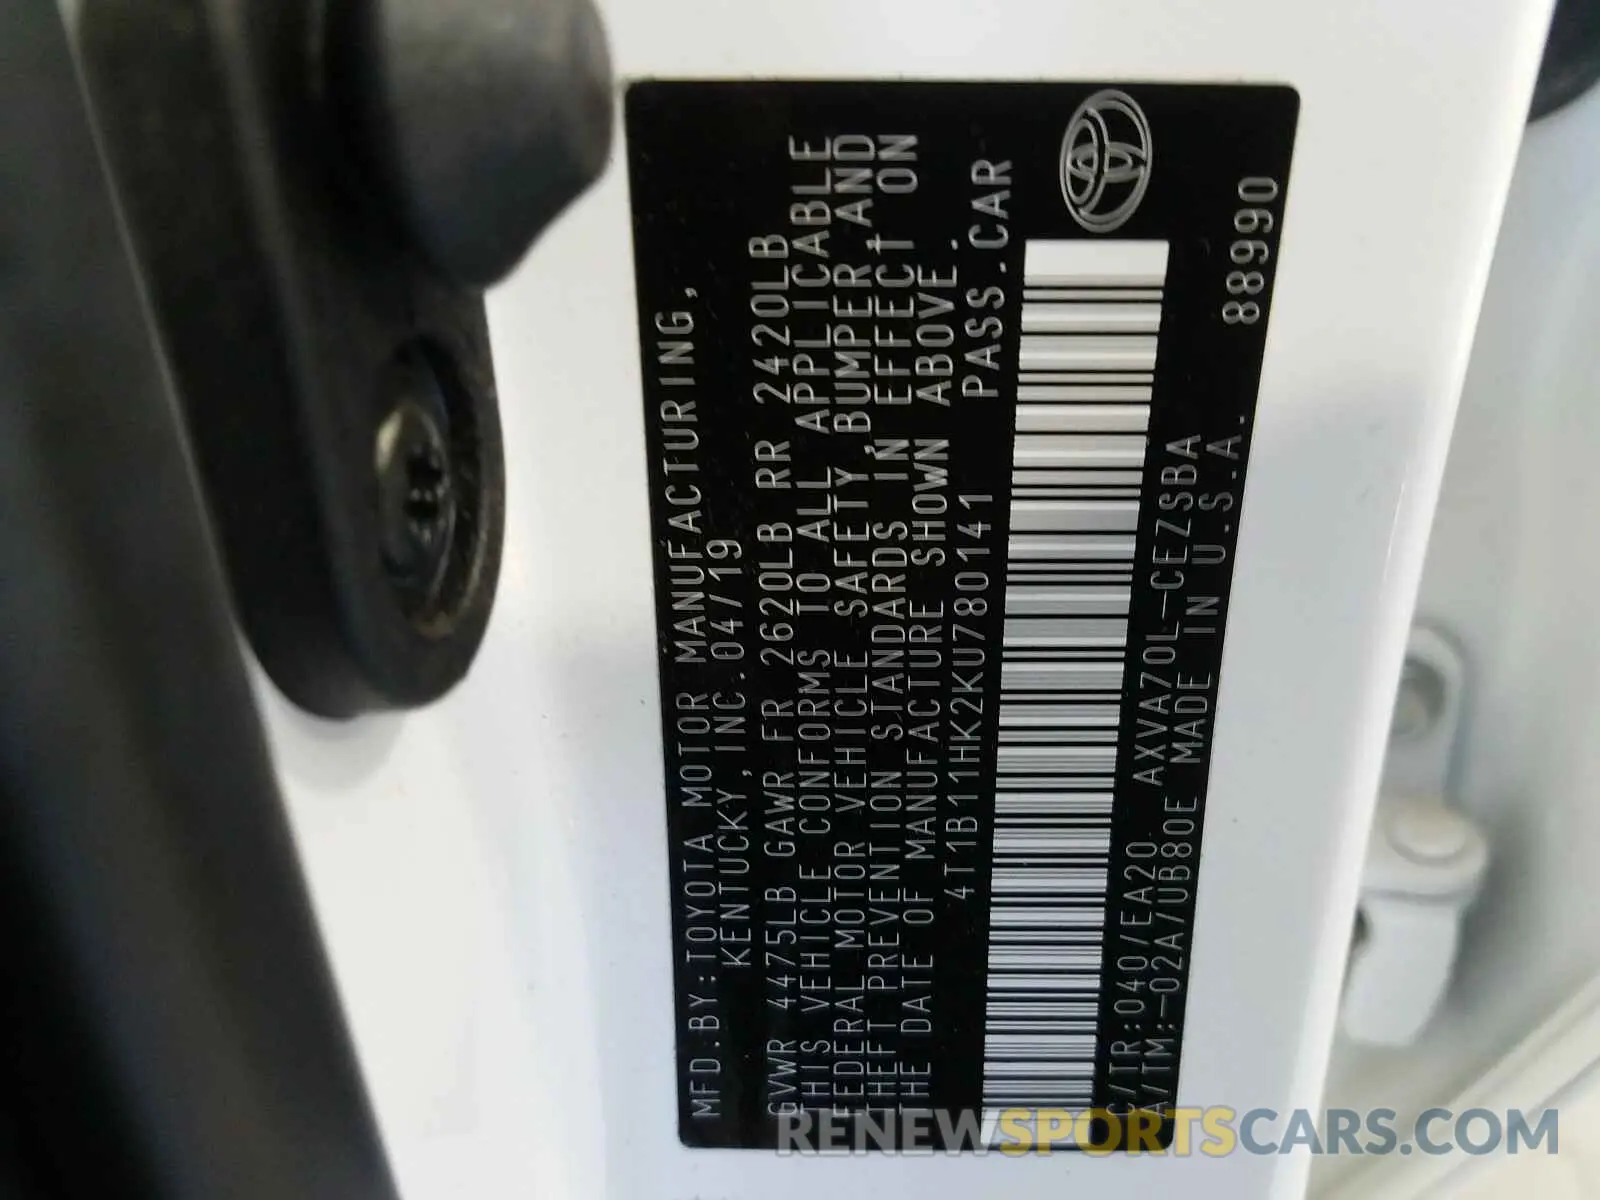 MFD.BY:TOYOTA MOTOR MANUFACTURING,
KENTUCKY, INC.04/19
GVWR 4475LB GAWR FR 2620LB RR 2420LB
THIS VEHICLE CONFORMS TO ALL APPLICABLE
FEDERAL MOTOR VEHICLE SAFETY,BUMPER,AND
THEFT PREVENTION STANDARDS IN EFFECT ON
THE DATE OF MANUFACTURE SHOWN ABOVE.
4T1B11HK2KU780141 PASS.CAR
C/TR:040/EA20 AXVA70L-CEZSBA
A/TM:-02A/UB80E MADE IN U.S.A. 88990
RENEWSPORTSCARS.COM